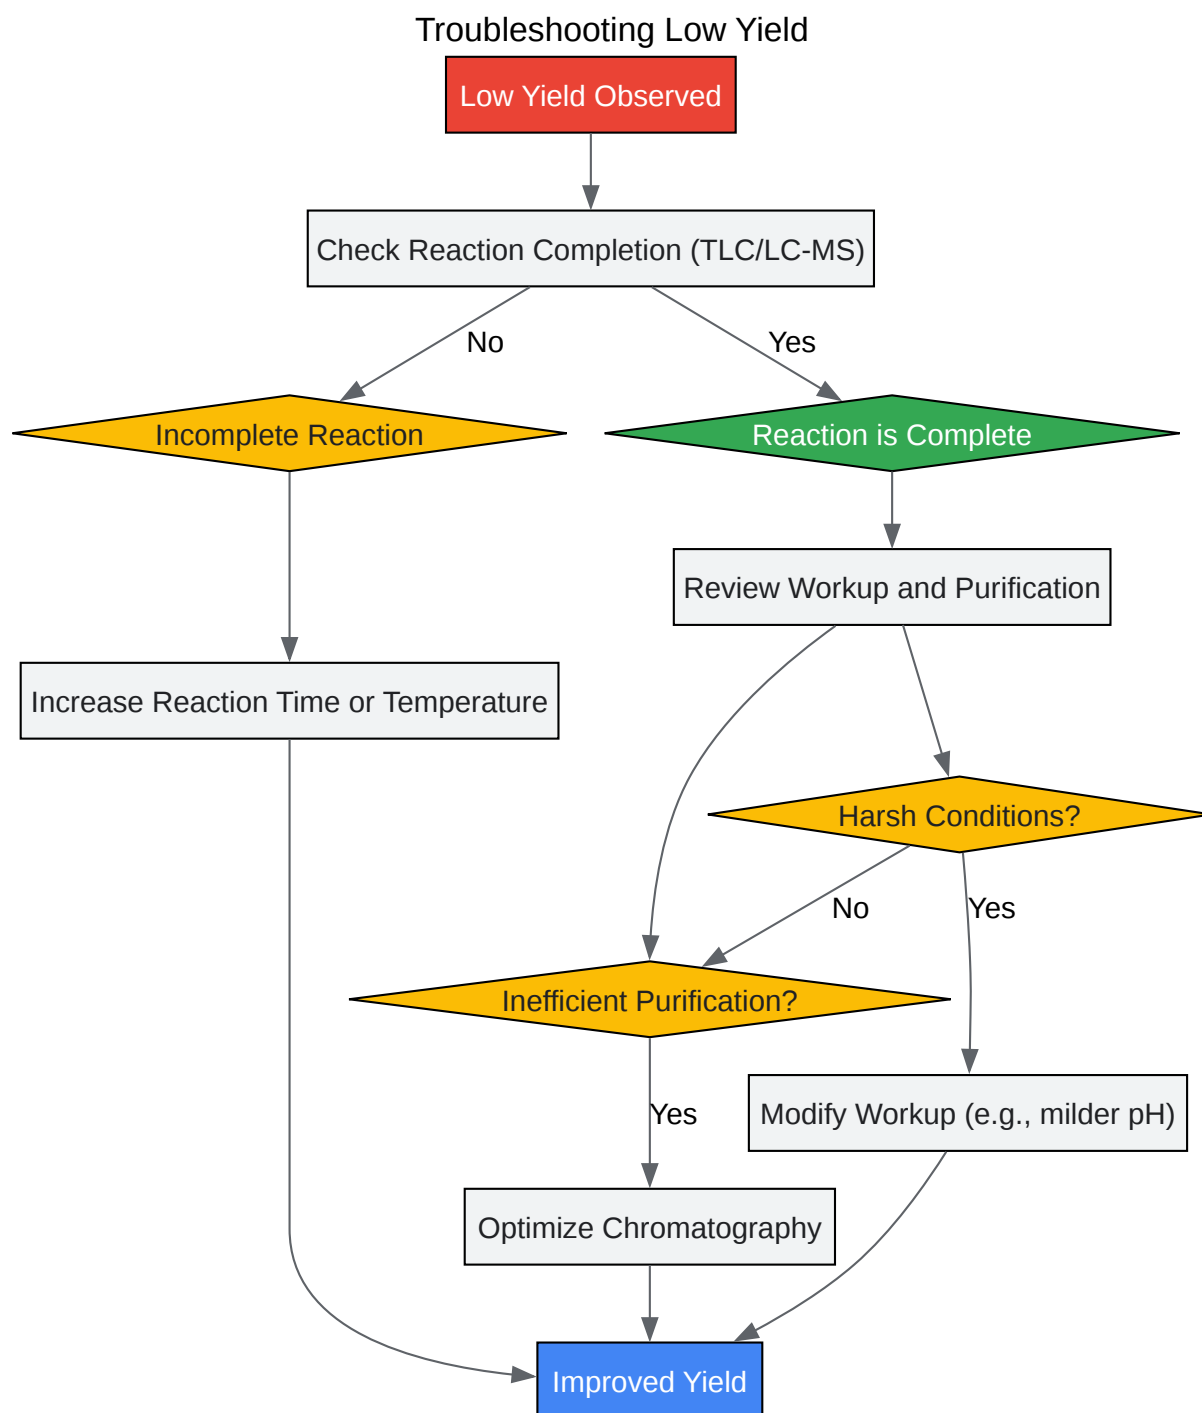 Troubleshooting Low Yield
Low Yield Observed
Check Reaction Completion (TLC/LC-MS)
No
Yes
Incomplete Reaction
Reaction is Complete
Review Workup and Purification
Increase Reaction Time or Temperature
Harsh Conditions?
No
Yes
Inefficient Purification?
Yes
Modify Workup (e.g., milder pH)
Optimize Chromatography
Improved Yield